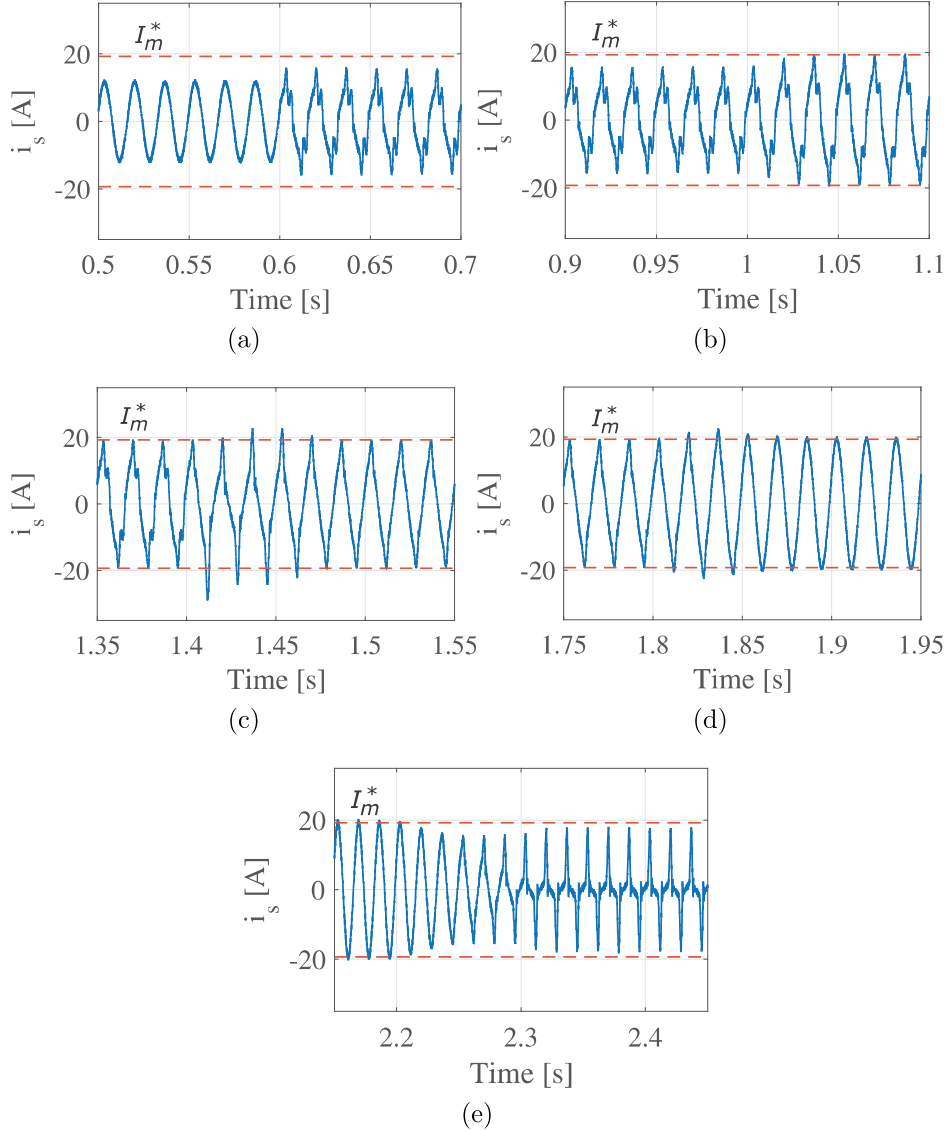 I*m
20
0
-20
i s [A]
0.5 0.55 0.6 0.65 0.7
Time [s]
(a)
I*m
20
0
-20
i s [A]
0.9 0.95 1 1.05 1.1
Time [s]
(b)
I*m
20
0
-20
i s [A]
1.35 1.4 1.45 1.5 1.55
Time [s]
(c)
I*m
20
0
-20
i s [A]
1.75 1.8 1.85 1.9 1.95
Time [s]
(d)
I*m
20
0
-20
i s [A]
2.2 2.3 2.4
Time [s]
(e)